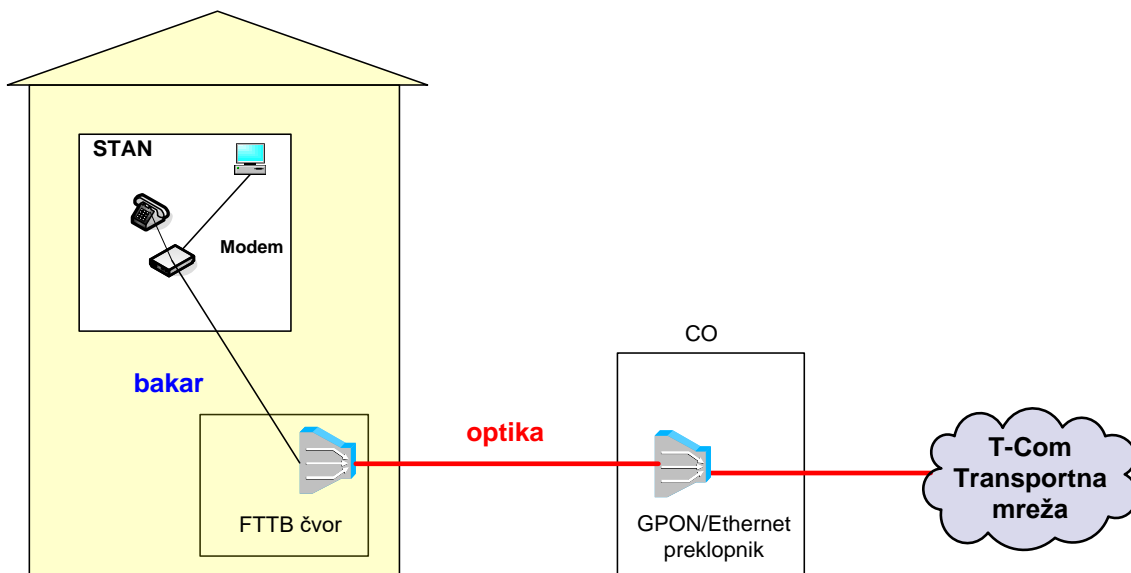 STAN
Modem
bakar
FTTB čvor
optika
CO
GPON/Ethernet
preklopnik
T-Com
Transportna
mreža